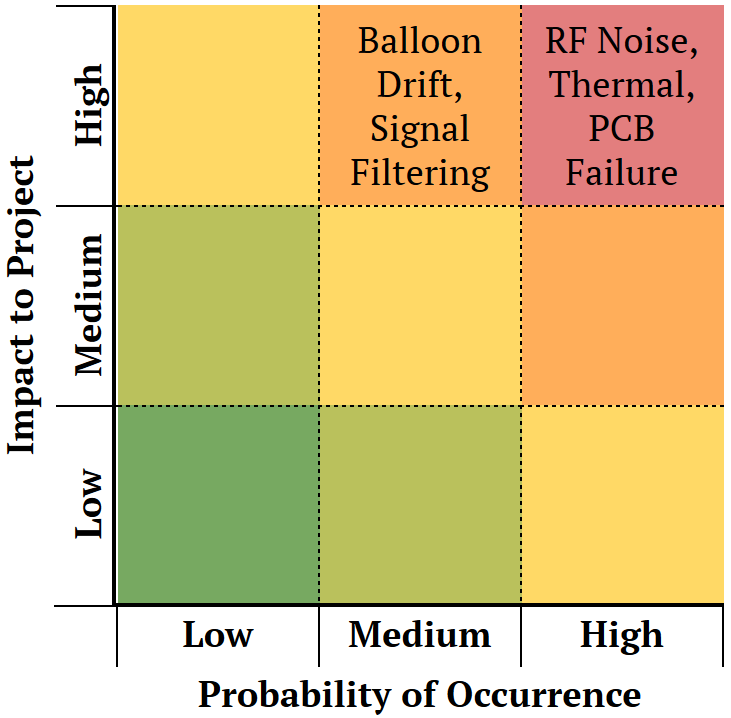 Balloon
Drift,
Signal
Filtering
RF Noise,
Thermal,
PCB
Failure
Impact to Project
High
Medium
Low
Low
Medium
High
Probability of Occurrence